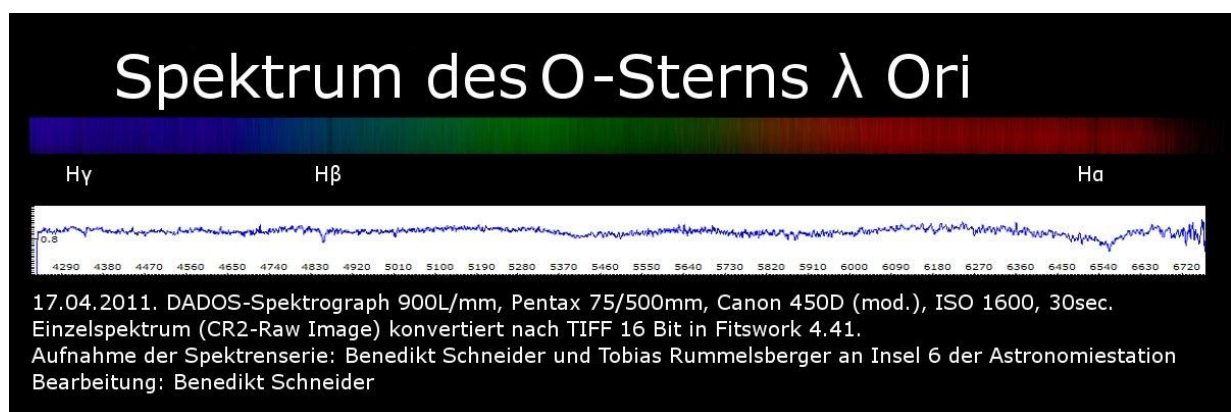 Spektrum des O-Sterns λ Ori
Hγ Hβ Hα
0.8
4290 4380 4470 4560 4650 4740 4830 4920 5010 5100 5190 5280 5370 5460 5550 5640 5730 5820 5910 6000 6090 6180 6270 6360 6450 6540 6630 6720
17.04.2011. DADOS-Spektrograph 900L/mm, Pentax 75/500mm, Canon 450D (mod.), ISO 1600, 30sec.
Einzelspektrum (CR2-Raw Image) konvertiert nach TIFF 16 Bit in Fitswork 4.41.
Aufnahme der Spektrenserie: Benedikt Schneider und Tobias Rummelsberger an Insel 6 der Astronomiestation
Bearbeitung: Benedikt Schneider